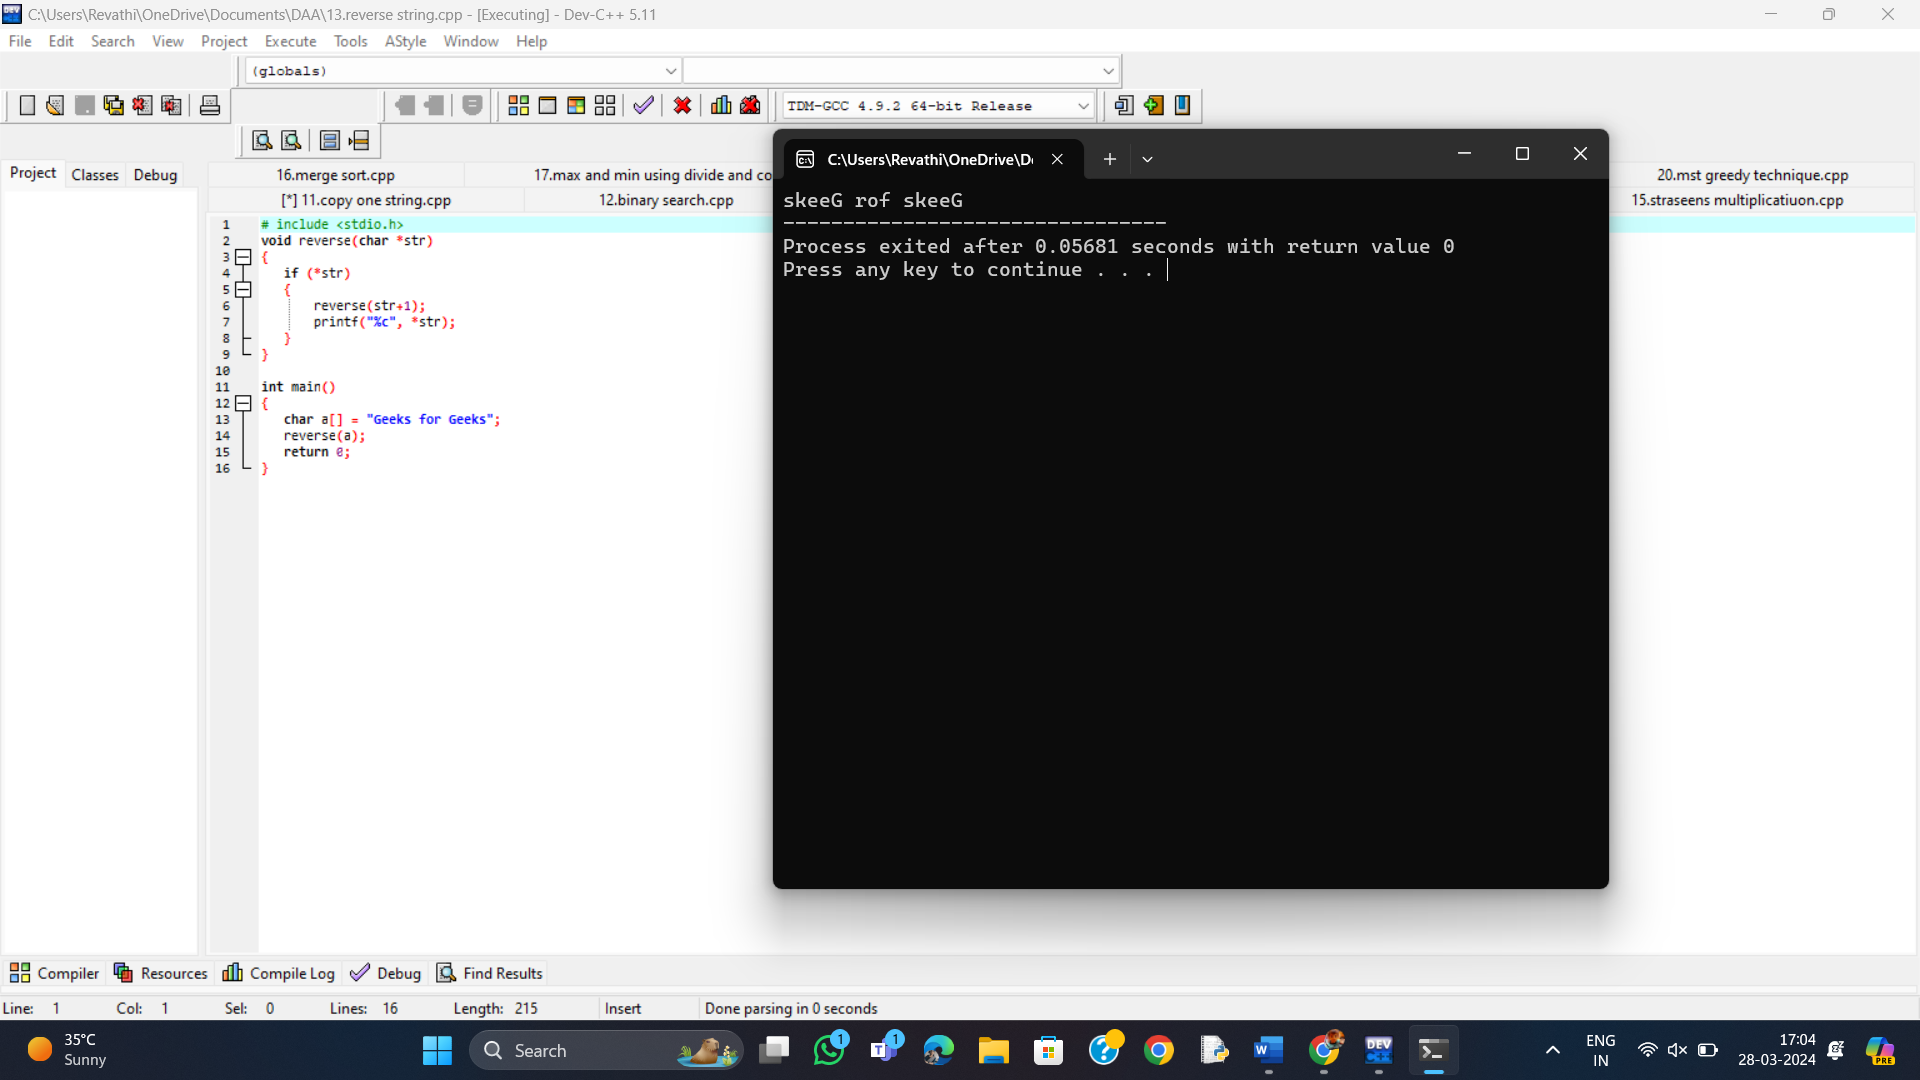 C:\Users\Revathi\OneDrive\Documents\DAA\13.reverse string.cpp - [Executing] - Dev-C++ 5.11
File Edit Search View Project Execute Tools AStyle Window Help
(globals)
TDM-GCC 4.9.2 64-bit Release
Project Classes Debug
16.merge sort.cpp 17.max and min using divide and co 20.mst greedy technique.cpp
[*] 11.copy one string.cpp 12.binary search.cpp 15.straseens multiplicatiuon.cpp
1 # include <stdio.h>
2 void reverse(char *str)
3 {
4 if (*str)
5 {
6 reverse(str+1);
7 printf("%c", *str);
8 }
9 }
10
11 int main()
12 {
13 char a[] = "Geeks for Geeks";
14 reverse(a);
15 return 0;
16 }
C:\Users\Revathi\OneDrive\D
skeeG rof skeeG
--------------------------------
Process exited after 0.05681 seconds with return value 0
Press any key to continue . . .
Compiler Resources Compile Log Debug Find Results
Line: 1 Col: 1 Sel: 0 Lines: 16 Length: 215 Insert Done parsing in 0 seconds
35°C
Sunny
Search
1
1
DEV
W
PRE
ENG
IN
17:04
28-03-2024